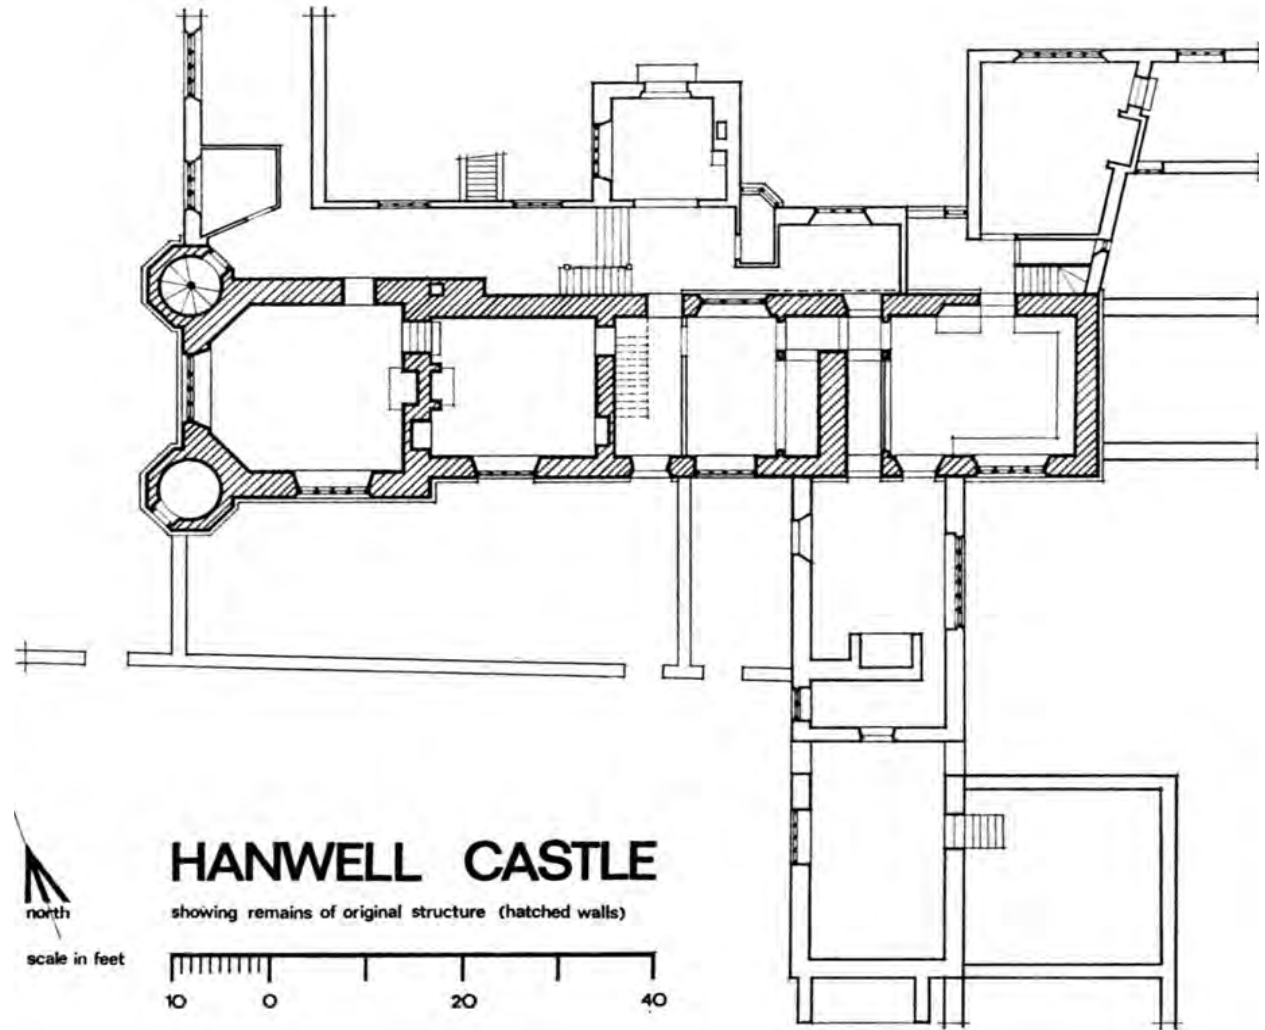 HANWELL CASTLE
north
showing remains of original structure (hatched walls)
scale in feet
10 0 20 40